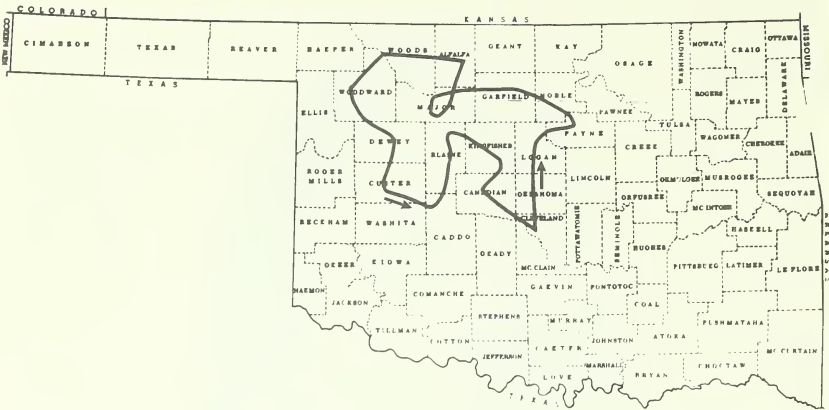 COLORADO
KANSAS
NEW MEXICO
CIMARRON
TEXAS
BEAVER
HARPER
WOODS
ALFALFA
GRANT
KAY
OSAGE
WASHINGTON
NOWATA
CRAIG
OTTAWA
MISSOURI
TEXAS
ELLIS
WOODWARD
MAJOR
GARFIELD
NOBLE
PAWNEE
ROGERS
MAYES
DELAWARE
DEWEY
BLAINE
KINGFISHER
LOGAN
PAYNE
CREEK
TULSA
WAGONER
CHEROKEE
ADAIR
ROGER
MILLS
CUSTER
CANADIAN
OKLAHOMA
LINCOLN
OKFUSKEE
OKMULGEE
MUSKOGEE
SEQUOYAH
MC INTOSH
BECKHAM
WASHITA
CADDO
GRADY
CLEVELAND
POTTAWATOMIE
SEMINOLE
HUGHES
HASKELL
GREER
KIOWA
MC CLAIN
PITTSBURG
LATIMER
LE FLORE
HARMON
JACKSON
COMANCHE
GARVIN
PONTOTOC
COAL
TILLMAN
COTTON
STEPHENS
MURRAY
JOHNSTON
ATOKA
PUSHMATAHA
MC CURTAIN
JEFFERSON
CARTER
LOVE
MARSHALL
BRYAN
CHOCTAW
TEXAS